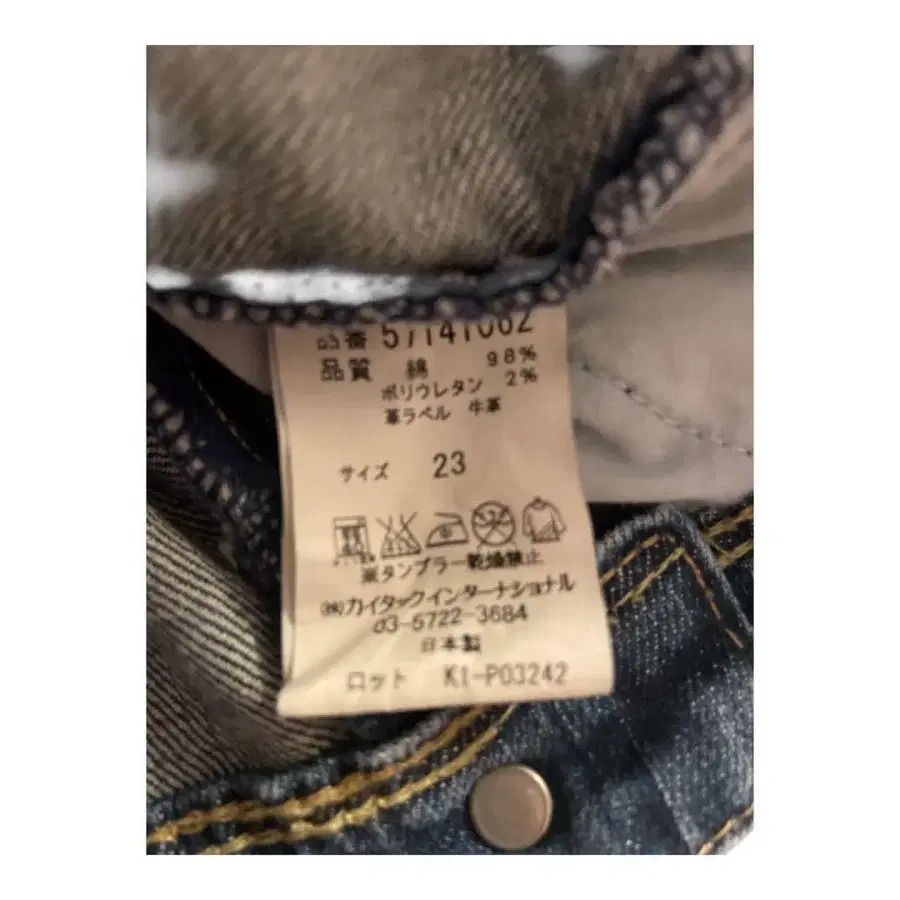 品番 57141062
品質 綿 98%
ポリウレタン 2%
革ラベル 牛革
サイズ 23
※タンブラー乾燥禁止
㈱カイタックインターナショナル
03-5722-3684
日本製
ロット KI-P03242